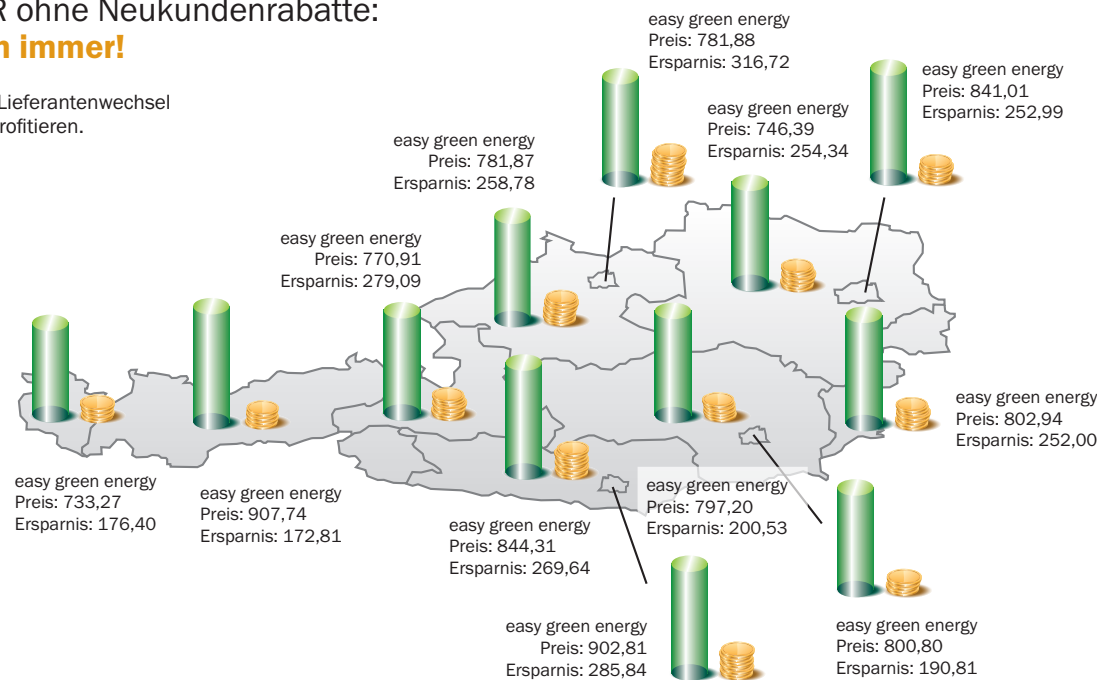 R ohne Neukundenrabatte:
n immer!
Lieferantenwechsel
rofitieren.
easy green energy
Preis: 781,88
Ersparnis: 316,72
easy green energy
Preis: 841,01
Ersparnis: 252,99
easy green energy
Preis: 746,39
Ersparnis: 254,34
easy green energy
Preis: 781,87
Ersparnis: 258,78
easy green energy
Preis: 770,91
Ersparnis: 279,09
easy green energy
Preis: 802,94
Ersparnis: 252,00
easy green energy
Preis: 733,27
Ersparnis: 176,40
easy green energy
Preis: 907,74
Ersparnis: 172,81
easy green energy
Preis: 844,31
Ersparnis: 269,64
easy green energy
Preis: 797,20
Ersparnis: 200,53
easy green energy
Preis: 902,81
Ersparnis: 285,84
easy green energy
Preis: 800,80
Ersparnis: 190,81